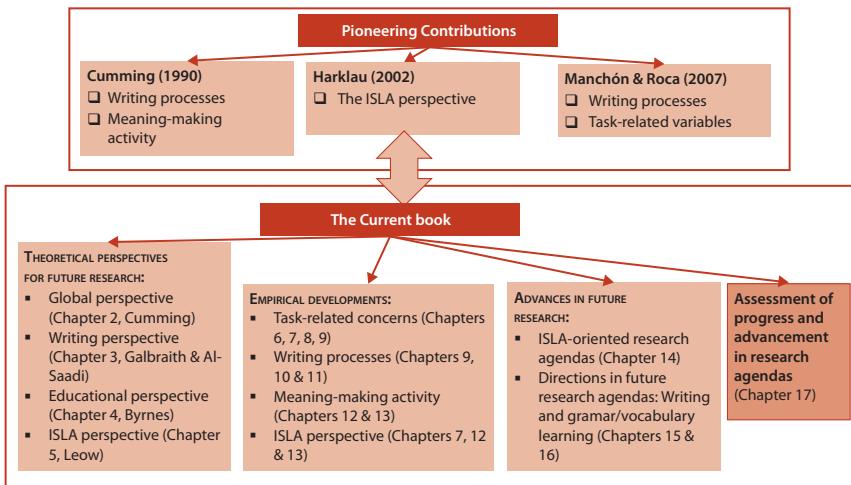 Pioneering Contributions
Cumming (1990)
❑ Writing processes
❑ Meaning-making
activity
Harklau (2002)
❑ The ISLA perspective
Manchón & Roca (2007)
❑ Writing processes
❑ Task-related variables
The Current book
THEORETICAL PERSPECTIVES
FOR FUTURE RESEARCH:
▪ Global perspective
(Chapter 2, Cumming)
▪ Writing perspective
(Chapter 3, Galbraith & Al-
Saadi)
▪ Educational perspective
(Chapter 4, Byrnes)
▪ ISLA perspective (Chapter
5, Leow)
EMPIRICAL DEVELOPMENTS:
▪ Task-related concerns (Chapters
6, 7, 8, 9)
▪ Writing processes (Chapters 9,
10 & 11)
▪ Meaning-making activity
(Chapters 12 & 13)
▪ ISLA perspective (Chapters 7, 12
& 13)
ADVANCES IN FUTURE
RESEARCH:
▪ ISLA-oriented research
agendas (Chapter 14)
▪ Directions in future
research agendas: Writing
and gramar/vocabulary
learning (Chapters 15 &
16)
Assessment of
progress and
advancement
in research
agendas
(Chapter 17)